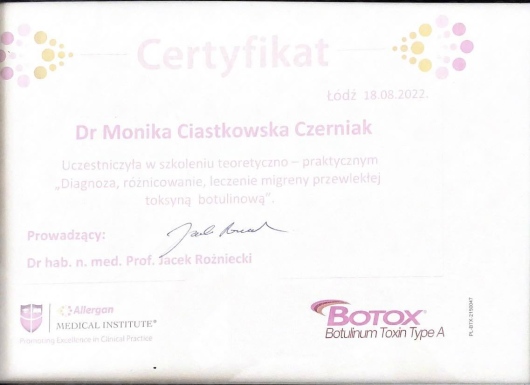 Certyfikat
Łódź 18.08.2022.
Dr Monika Ciastkowska Czerniak
Uczestniczyła w szkoleniu teoretyczno – praktycznym
„Diagnoza, różnicowanie, leczenie migreny przewlekłej
toksyną botulinową”.
Prowadzący:
Dr hab. n. med. Prof. Jacek Rożniecki
Allergan
MEDICAL INSTITUTE®
Promoting Excellence in Clinical Practice
BOTOX®
Botulinum Toxin Type A